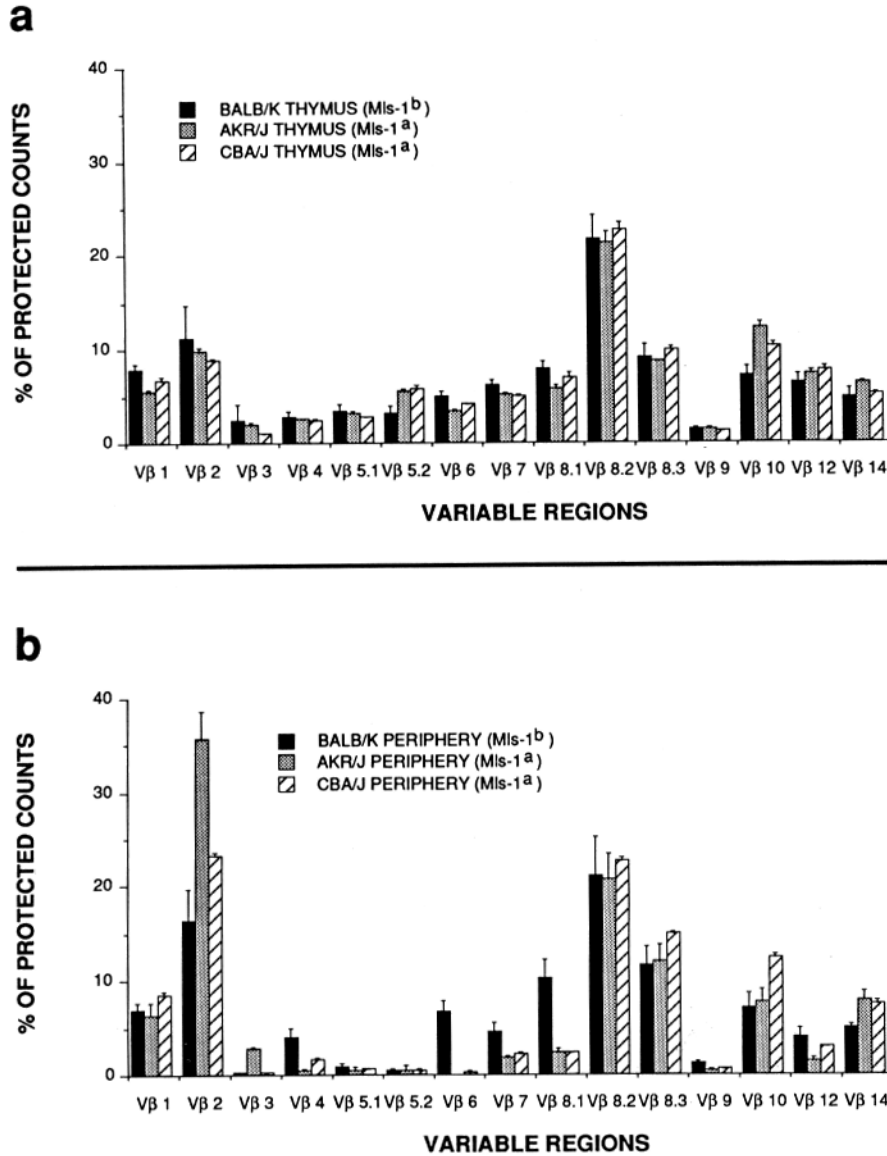 a
% OF PROTECTED COUNTS
40
30
20
10
0
BALB/K THYMUS (Mls-1b)
AKR/J THYMUS (Mls-1a)
CBA/J THYMUS (Mls-1a)
Vβ 1 Vβ 2 Vβ 3 Vβ 4 Vβ 5.1 Vβ 5.2 Vβ 6 Vβ 7 Vβ 8.1 Vβ 8.2 Vβ 8.3 Vβ 9 Vβ 10 Vβ 12 Vβ 14
VARIABLE REGIONS
b
% OF PROTECTED COUNTS
40
30
20
10
0
BALB/K PERIPHERY (Mls-1b)
AKR/J PERIPHERY (Mls-1a)
CBA/J PERIPHERY (Mls-1a)
Vβ 1 Vβ 2 Vβ 3 Vβ 4 Vβ 5.1 Vβ 5.2 Vβ 6 Vβ 7 Vβ 8.1 Vβ 8.2 Vβ 8.3 Vβ 9 Vβ 10 Vβ 12 Vβ 14
VARIABLE REGIONS